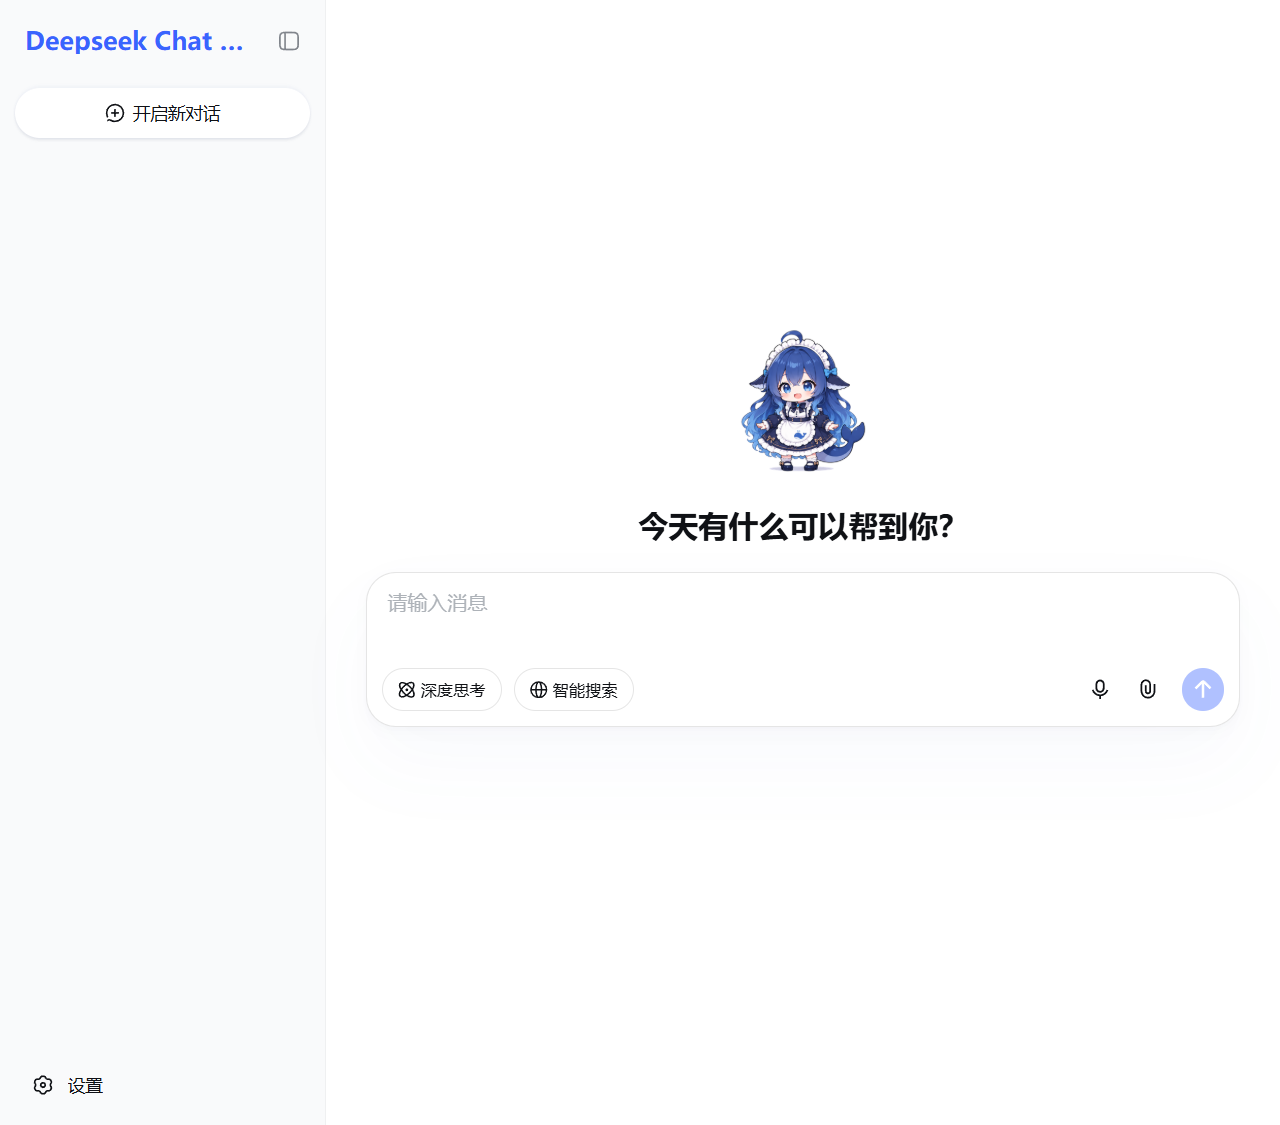 Deepseek Chat ...
开启新对话
今天有什么可以帮到你?
请输入消息
深度思考
智能搜索
设置